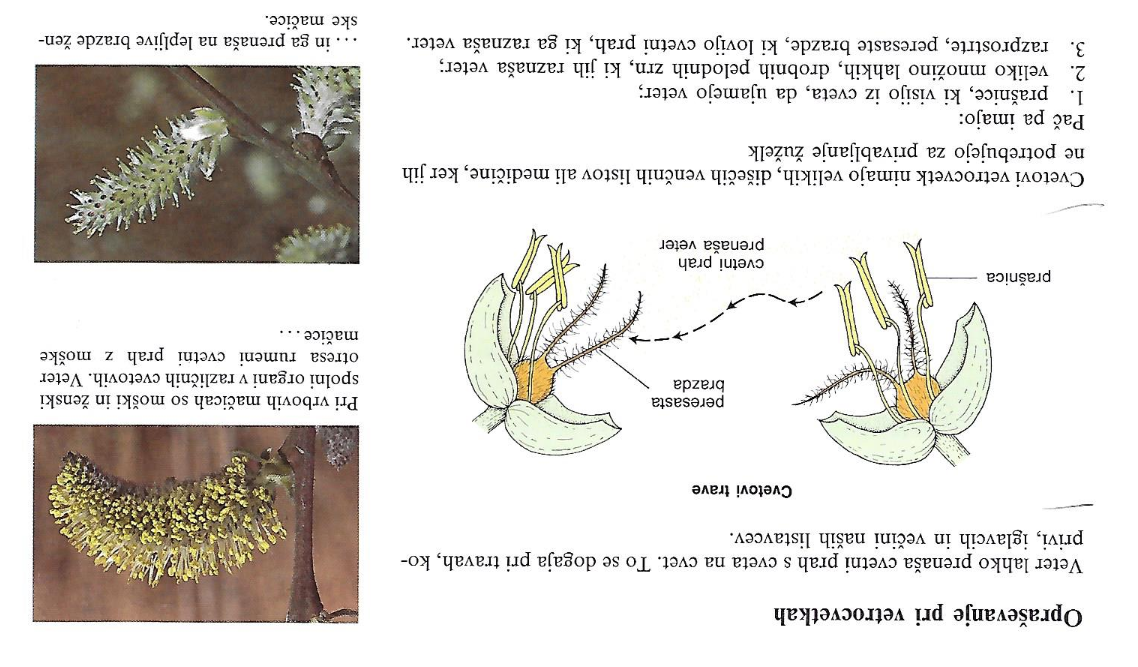 Opraševanje pri vetrocvetkah
Veter lahko prenaša cvetni prah s cveta na cvet. To se dogaja pri travah, ko-
privi, iglavcih in večini naših listavcev.
Cvetovi trave
peresasta
brazda
prašnica
cvetni prah
prenaša veter
Cvetovi vetrocvetk nimajo velikih, dišečih venčnih listov ali medičine, ker jih
ne potrebujejo za privabljanje žuželk
Pač pa imajo:
1. prašnice, ki visijo iz cveta, da ujamejo veter;
2. veliko množino lahkih, drobnih pelodnih zrn, ki jih raznaša veter;
3. razprostrte, peresaste brazde, ki lovijo cvetni prah, ki ga raznaša veter.
Pri vrbovih mačicah so moški in ženski
spolni organi v različnih cvetovih. Veter
otresa rumeni cvetni prah z moške
mačice . . .
. . . in ga prenaša na lepljive brazde žen-
ske mačice.